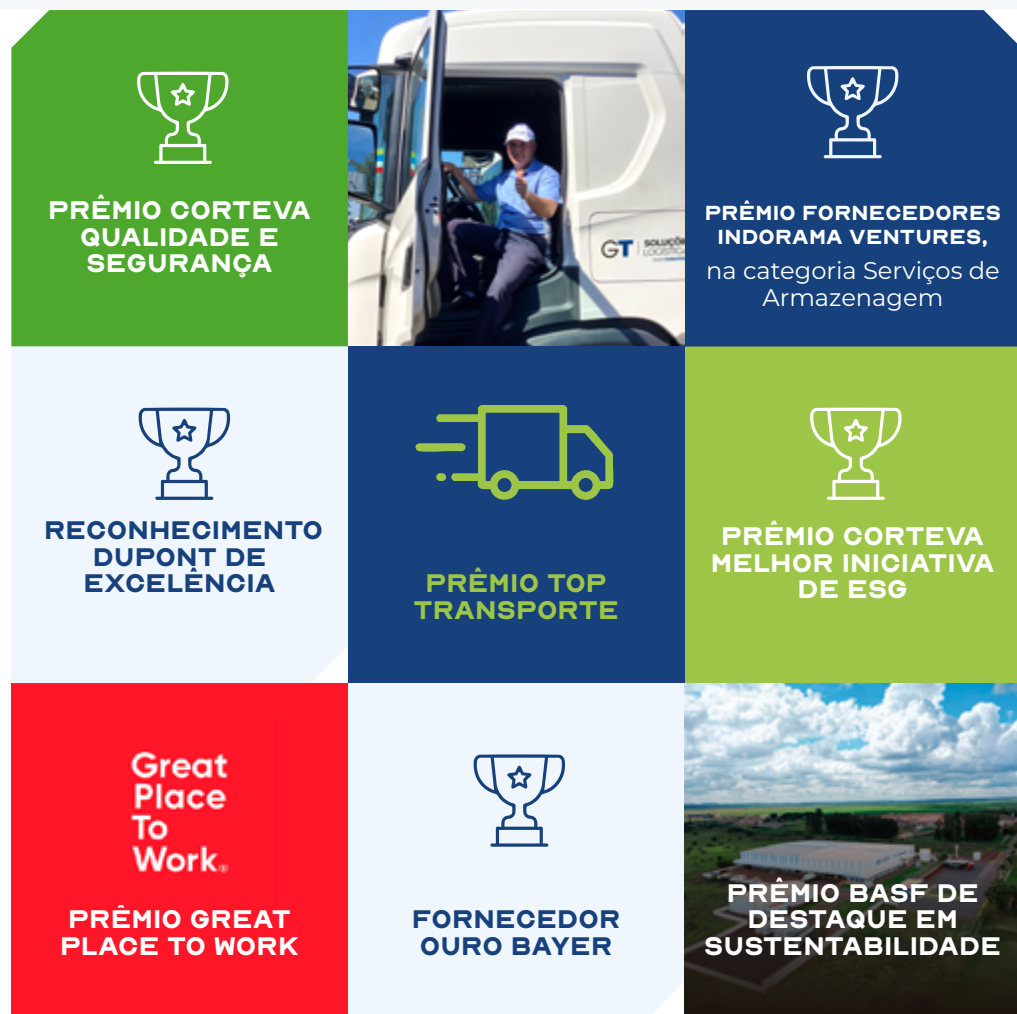 PRÊMIO CORTEVA
QUALIDADE E
SEGURANÇA
GT
SOLUÇÕE
LOGÍSTICA
PRÊMIO FORNECEDORES
INDORAMA VENTURES,
na categoria Serviços de
Armazenagem
RECONHECIMENTO
DUPONT DE
EXCELÊNCIA
PRÊMIO TOP
TRANSPORTE
PRÊMIO CORTEVA
MELHOR INICIATIVA
DE ESG
Great
Place
To
Work®
PRÊMIO GREAT
PLACE TO WORK
FORNECEDOR
OURO BAYER
PRÊMIO BASF DE
DESTAQUE EM
SUSTENTABILIDADE